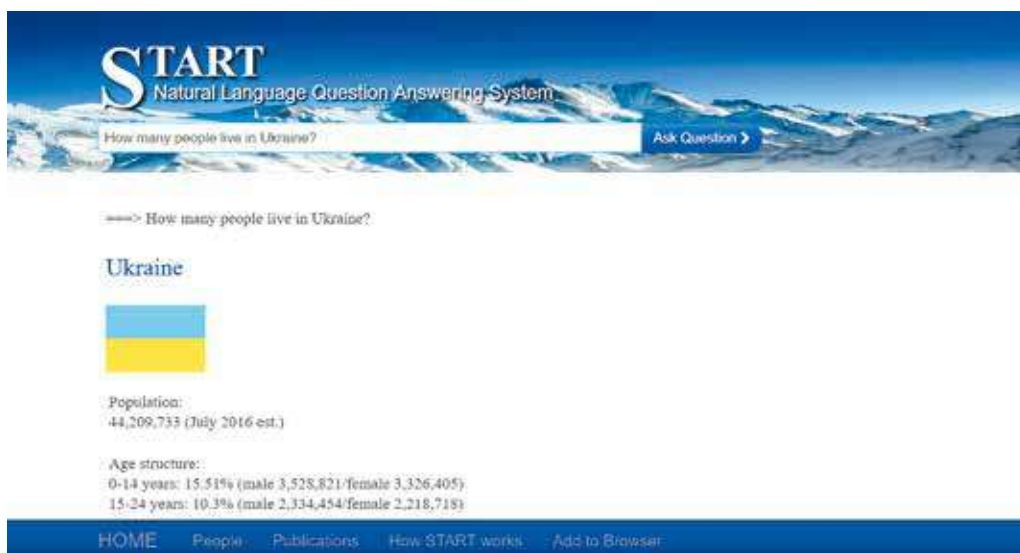 START
Natural Language Question Answering System
How many people live in Ukraine?
Ask Question ❯
===> How many people live in Ukraine?
Ukraine
Population:
44,209,733 (July 2016 est.)
Age structure:
0-14 years: 15.51% (male 3,528,821/female 3,326,405)
15-24 years: 10.3% (male 2,334,454/female 2,218,718)
HOME People Publications How START works Add to Browser